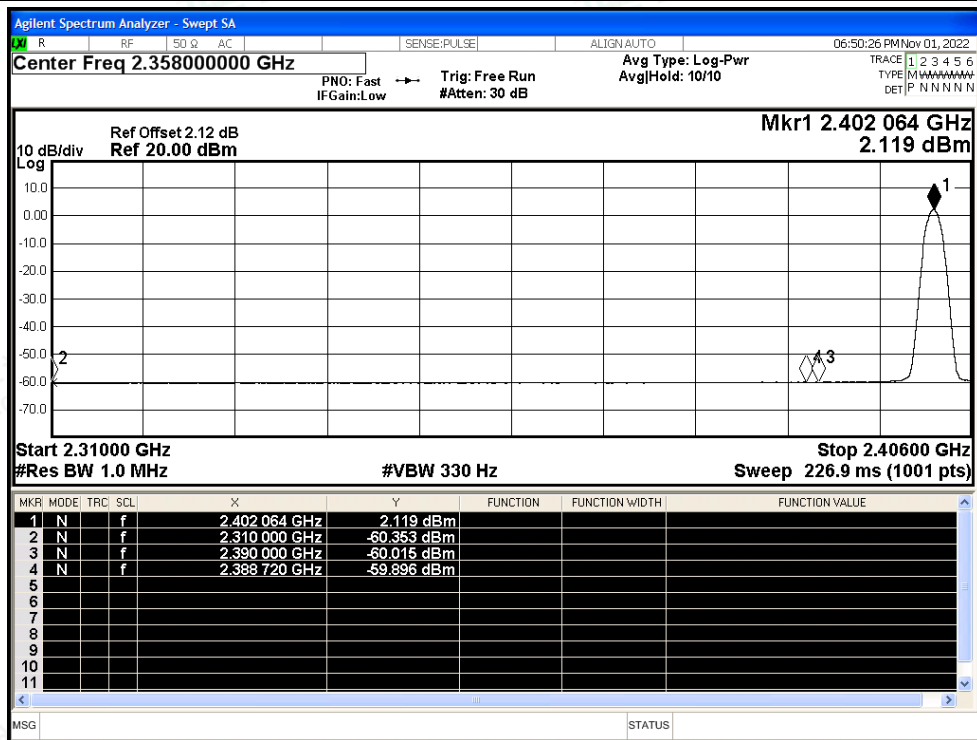 Agilent Spectrum Analyzer - Swept SA
LXI R RF 50 Ω AC SENSE:PULSE ALIGN AUTO 06:50:26 PM Nov 01, 2022
Center Freq 2.358000000 GHz
PNO: Fast Trig: Free Run Avg Type: Log-Pwr TRACE 1 2 3 4 5 6
IFGain:Low #Atten: 30 dB Avg|Hold: 10/10 TYPE M WWWWW
DET P N N N N N
Mkr1 2.402 064 GHz
2.119 dBm
Ref Offset 2.12 dB
10 dB/div Ref 20.00 dBm
Log
10.0
0.00
-10.0
-20.0
-30.0
-40.0
-50.0
-60.0
-70.0
1
2
4 3
Start 2.31000 GHz Stop 2.40600 GHz
#Res BW 1.0 MHz #VBW 330 Hz Sweep 226.9 ms (1001 pts)
MKR MODE TRC SCL X Y FUNCTION FUNCTION WIDTH FUNCTION VALUE
1 N f 2.402 064 GHz 2.119 dBm
2 N f 2.310 000 GHz -60.353 dBm
3 N f 2.390 000 GHz -60.015 dBm
4 N f 2.388 720 GHz -59.896 dBm
5
6
7
8
9
10
11
MSG STATUS